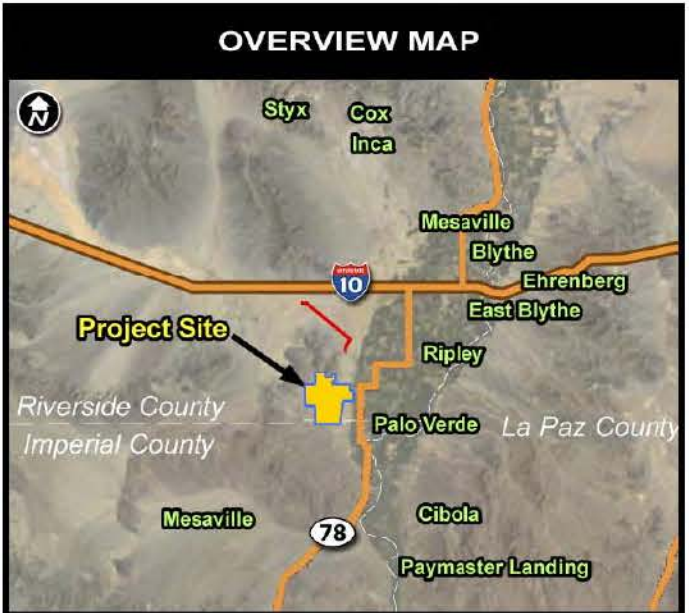 OVERVIEW MAP
N
Styx
Cox
Inca
Mesaville
Blythe
INTERSTATE
10
Ehrenberg
East Blythe
Project Site
Ripley
Riverside County
Imperial County
Palo Verde
La Paz County
Mesaville
Cibola
78
Paymaster Landing